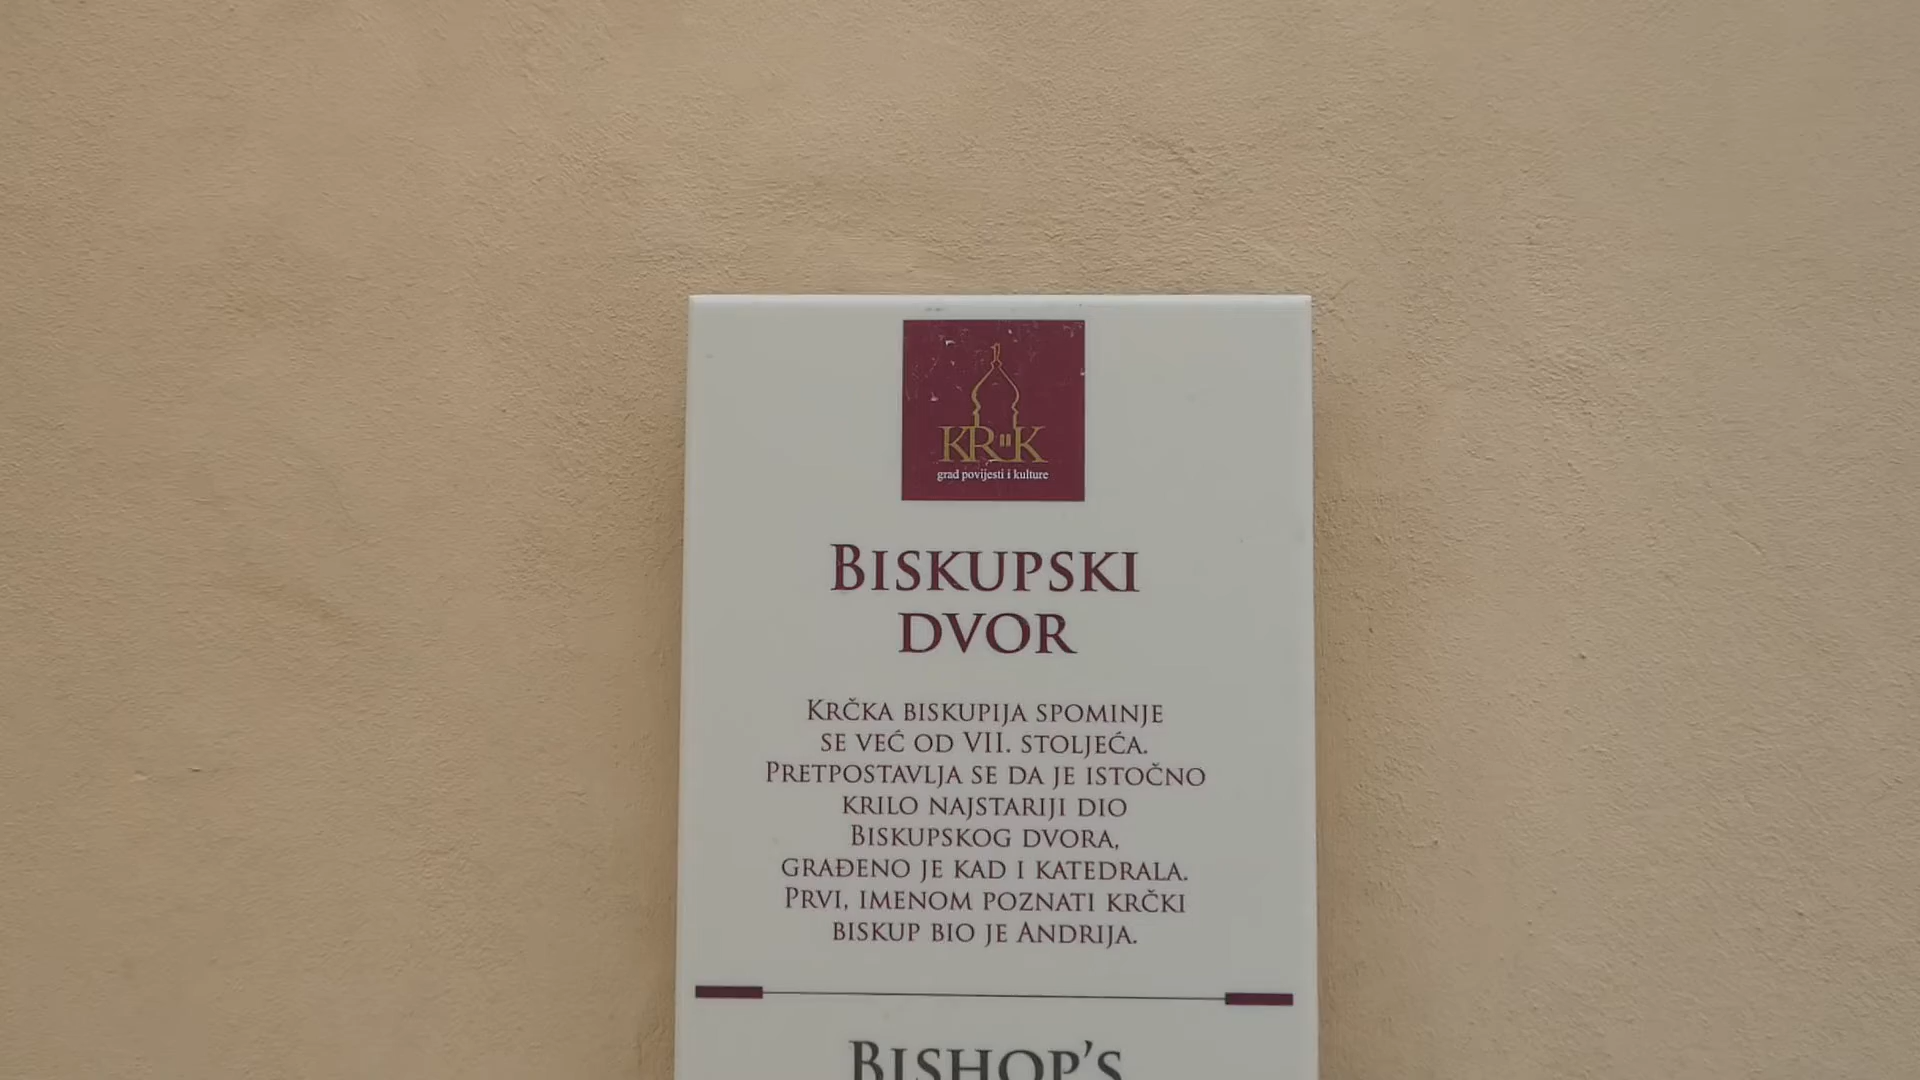 KRK
grad povijesti i kulture
BISKUPSKI
DVOR
KRČKA BISKUPIJA SPOMINJE
SE VEĆ OD VII. STOLJEĆA.
PRETPOSTAVLJA SE DA JE ISTOČNO
KRILO NAJSTARIJI DIO
BISKUPSKOG DVORA,
GRAĐENO JE KAD I KATEDRALA.
PRVI, IMENOM POZNATI KRČKI
BISKUP BIO JE ANDRIJA.
BISHOP'S